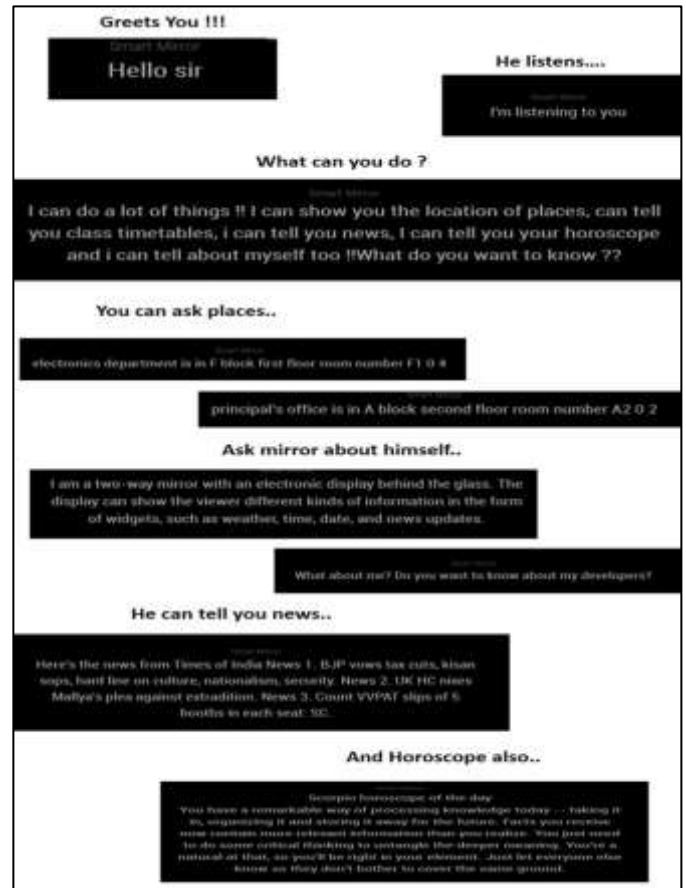 Greets You !!!
Smart Mirror
Hello sir
He listens....
Smart Mirror
I'm listening to you
What can you do ?
Smart Mirror
I can do a lot of things !! I can show you the location of places, can tell
you class timetables, i can tell you news, I can tell you your horoscope
and i can tell about myself too !!What do you want to know ??
You can ask places..
Smart Mirror
electronics department is in F block first floor room number F1 0 4
principal's office is in A block second floor room number A2 0 2
Ask mirror about himself..
I am a two-way mirror with an electronic display behind the glass. The
display can show the viewer different kinds of information in the form
of widgets, such as weather, time, date, and news updates.
What about me? Do you want to know about my developers?
He can tell you news..
Smart Mirror
Here's the news from Times of India News 1. BJP vows tax cuts, kisan
sops, hard line on culture, nationalism, security. News 2. UK HC nixes
Mallya's plea against extradition. News 3. Count VVPAT slips of 5
booths in each seat: SC.
And Horoscope also..
Scorpio horoscope of the day
You have a remarkable way of processing knowledge today -- taking it
in, organizing it and storing it away for the future. Facts you receive
now contain more relevant information than you realize. You just need
to do some critical thinking to untangle the deeper meaning. You're a
natural at that, so you'll be right in your element. Just let everyone else
know so they don't bother to cover the same ground.